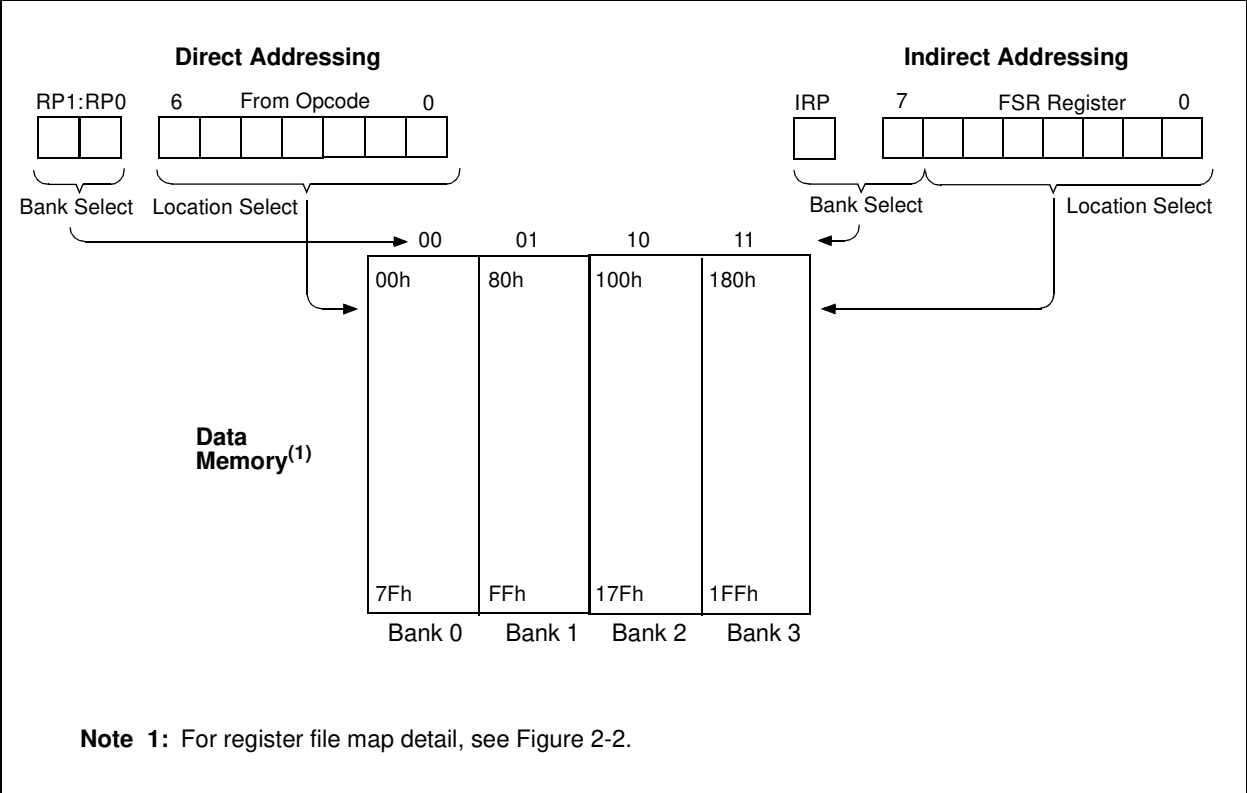 Direct Addressing
Indirect Addressing
RP1:RP0 6 From Opcode 0
IRP 7 FSR Register 0
Bank Select Location Select
Bank Select Location Select
00 01 10 11
00h 80h 100h 180h
Data
Memory(1)
7Fh FFh 17Fh 1FFh
Bank 0 Bank 1 Bank 2 Bank 3
Note 1: For register file map detail, see Figure 2-2.